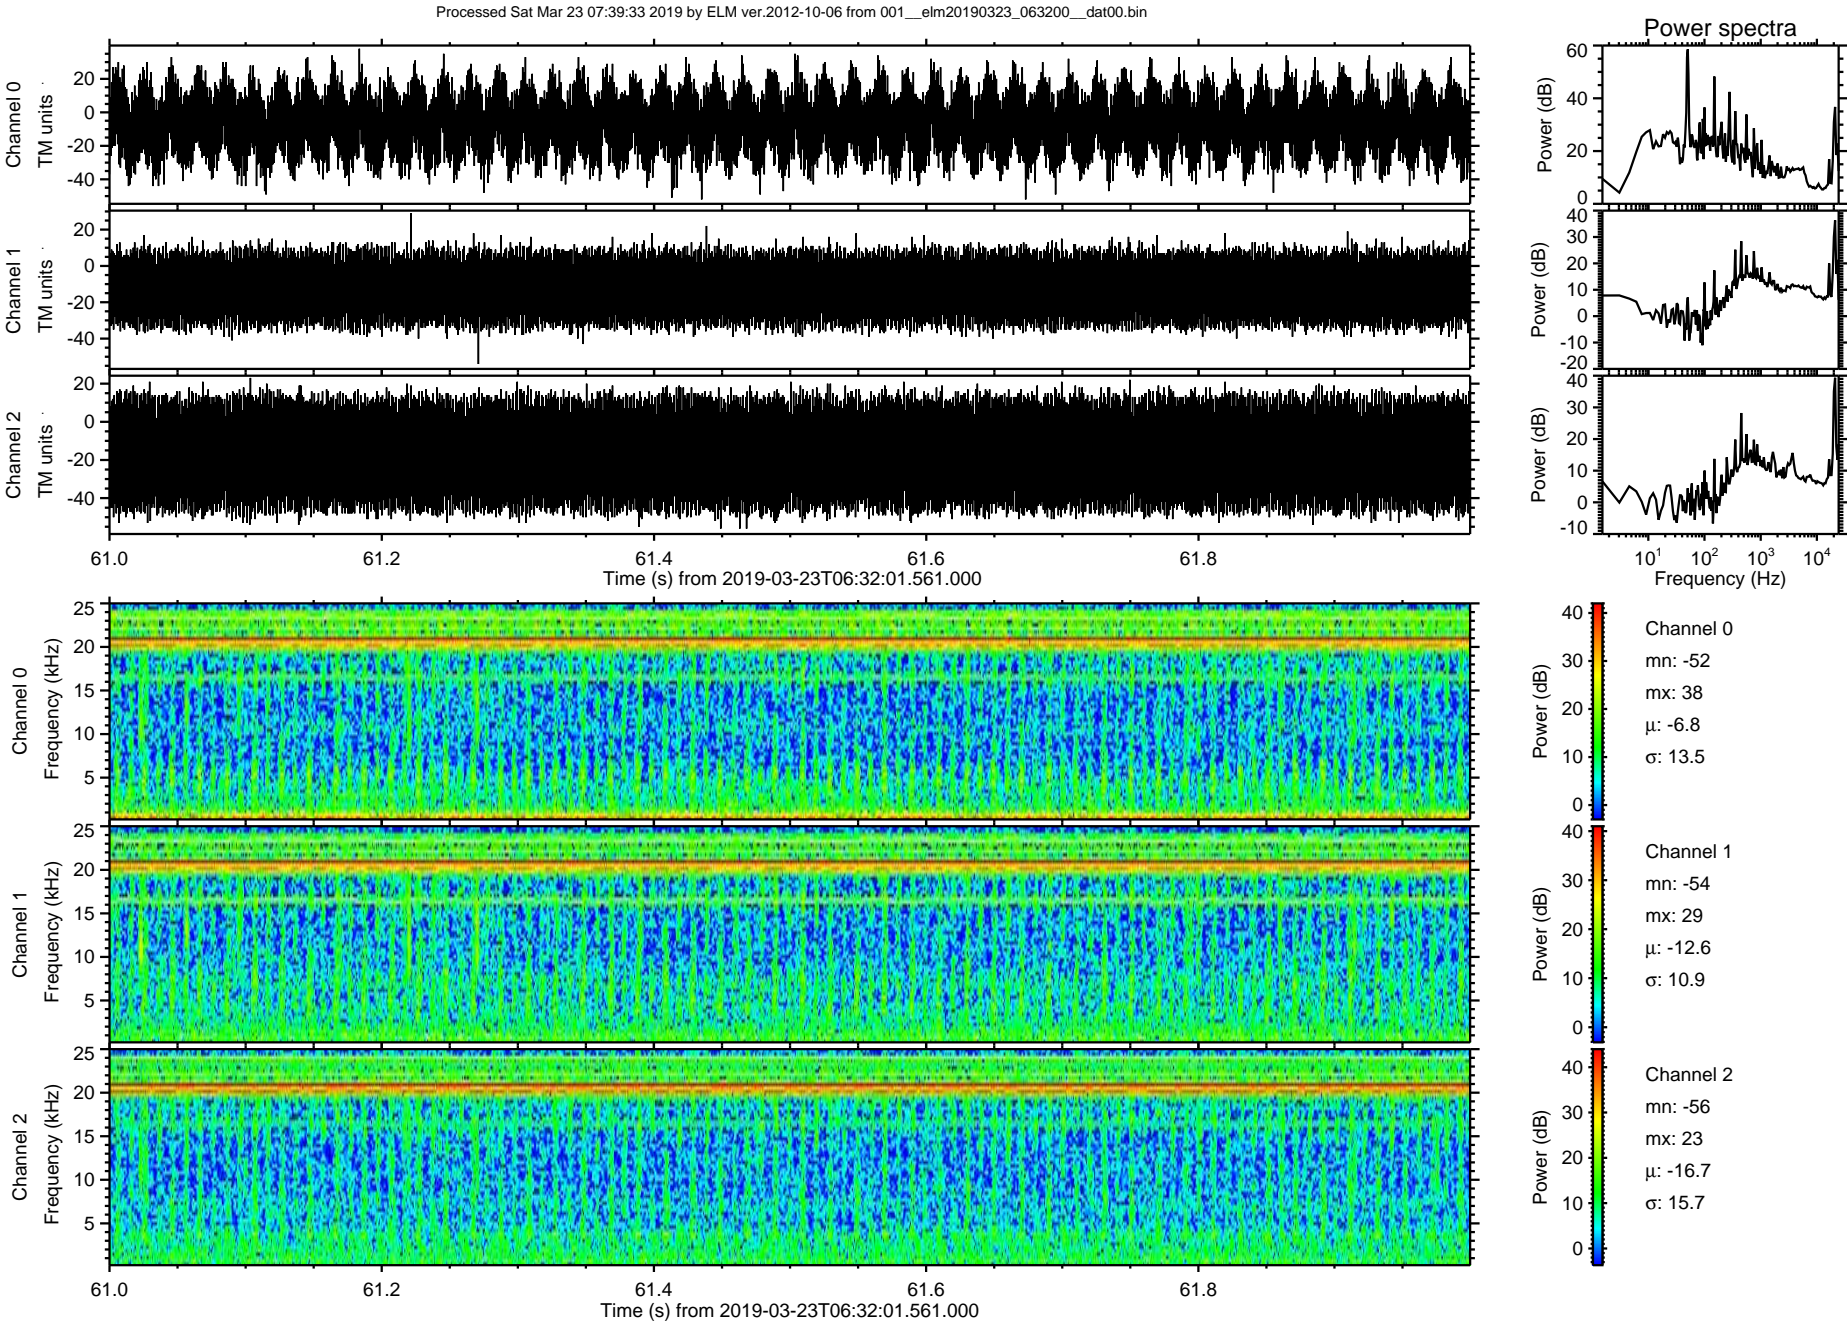 Processed Sat Mar 23 07:39:33 2019 by ELM ver.2012-10-06 from 001__elm20190323_063200__dat00.bin
Power spectra
Channel 0
TM units
20
0
-20
-40
Power (dB)
60
40
20
0
Channel 1
TM units
20
0
-20
-40
Power (dB)
40
30
20
10
0
-10
-20
Channel 2
TM units
20
0
-20
-40
Power (dB)
40
30
20
10
0
-10
61.0 61.2 61.4 61.6 61.8
Time (s) from 2019-03-23T06:32:01.561.000
10^1 10^2 10^3 10^4
Frequency (Hz)
Channel 0
Frequency (kHz)
25
20
15
10
5
Power (dB)
40
30
20
10
0
Channel 0
mn: -52
mx: 38
μ: -6.8
σ: 13.5
Channel 1
Frequency (kHz)
25
20
15
10
5
Power (dB)
40
30
20
10
0
Channel 1
mn: -54
mx: 29
μ: -12.6
σ: 10.9
Channel 2
Frequency (kHz)
25
20
15
10
5
Power (dB)
40
30
20
10
0
Channel 2
mn: -56
mx: 23
μ: -16.7
σ: 15.7
61.0 61.2 61.4 61.6 61.8
Time (s) from 2019-03-23T06:32:01.561.000